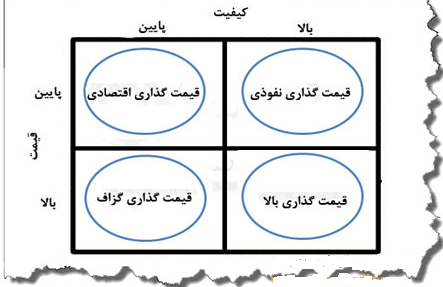 کیفیت
بالا
پایین
پایین
قیمت گذاری نفوذی
قیمت گذاری اقتصادی
قیمت
بالا
قیمت گذاری بالا
قیمت گذاری گزاف